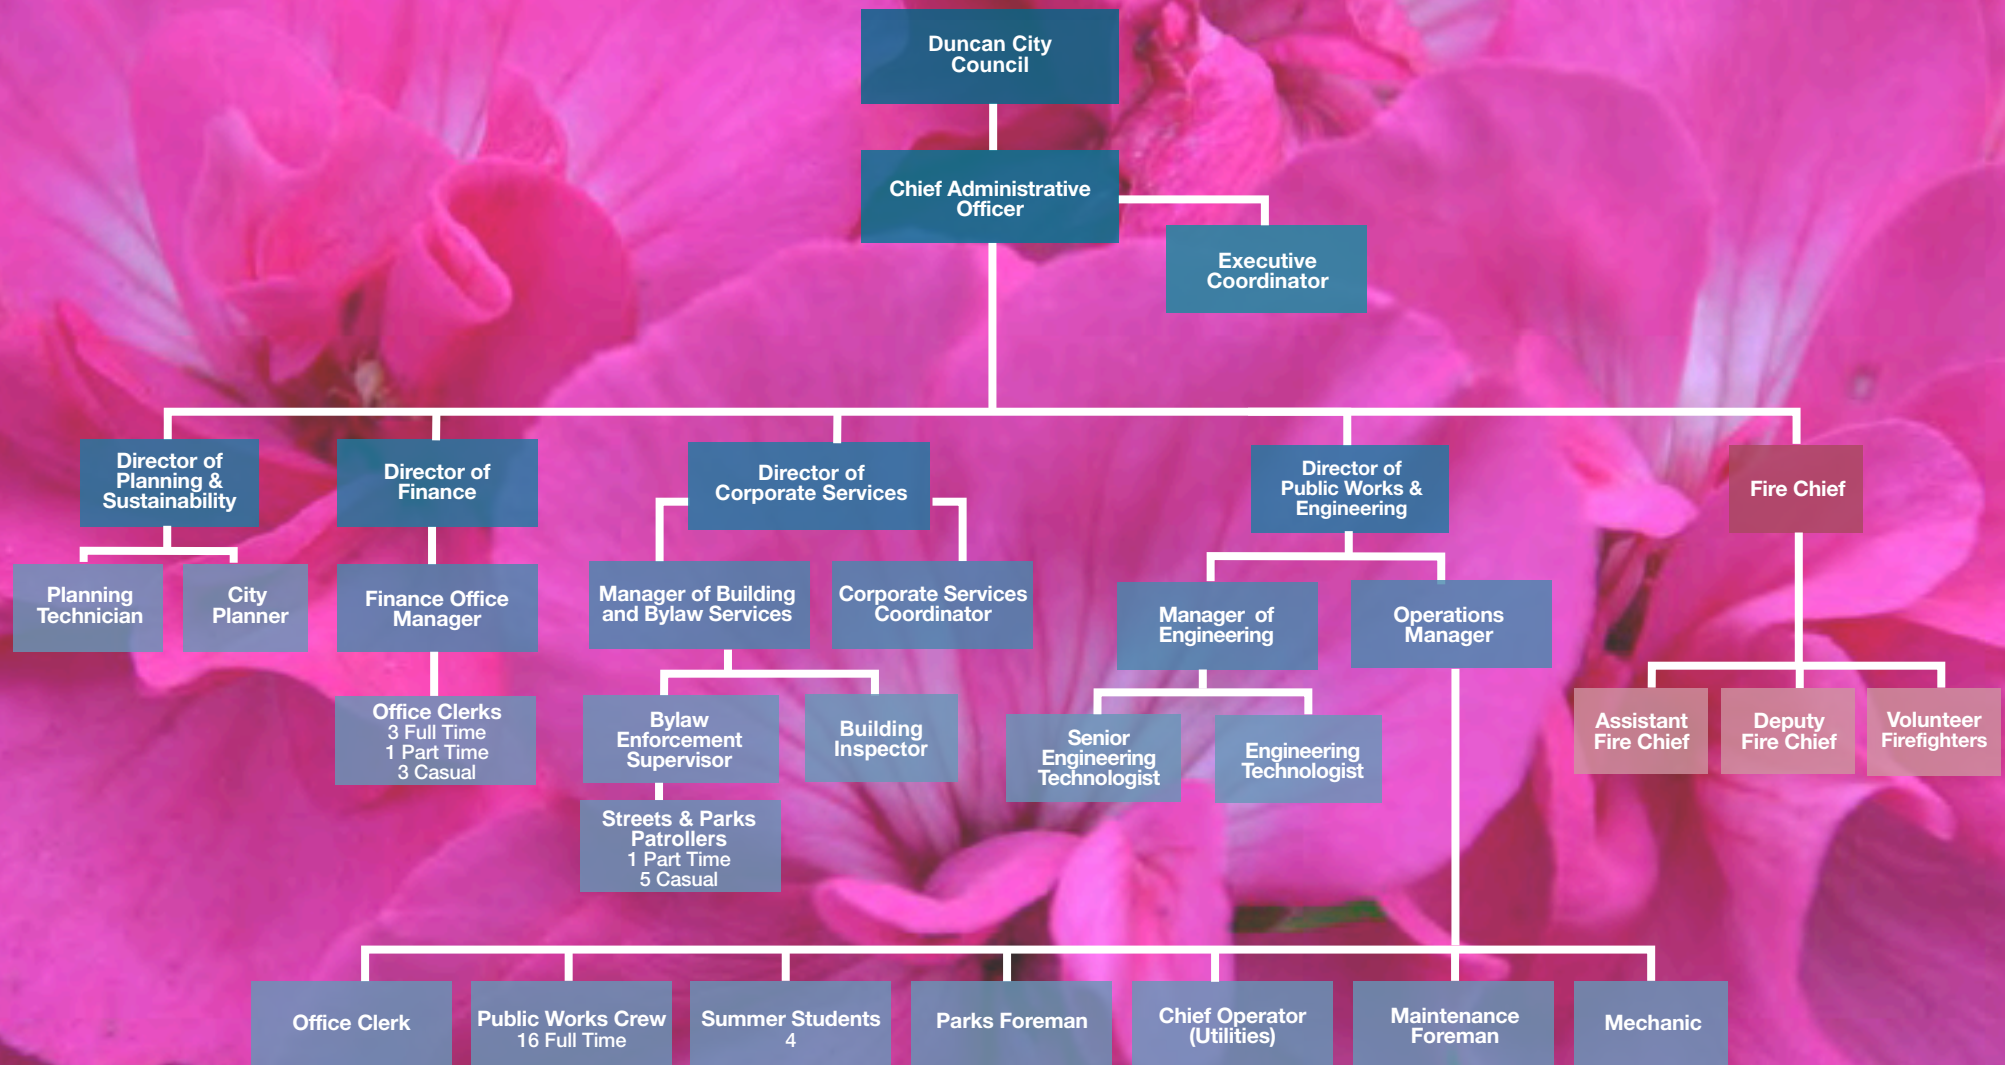 Duncan City
Council
Chief Administrative
Officer
Executive
Coordinator
Director of
Planning &
Sustainability
Director of
Finance
Director of
Corporate Services
Director of
Public Works &
Engineering
Fire Chief
Planning
Technician
City
Planner
Finance Office
Manager
Manager of Building
and Bylaw Services
Corporate Services
Coordinator
Manager of
Engineering
Operations
Manager
Office Clerks
3 Full Time
1 Part Time
3 Casual
Bylaw
Enforcement
Supervisor
Building
Inspector
Senior
Engineering
Technologist
Engineering
Technologist
Assistant
Fire Chief
Deputy
Fire Chief
Volunteer
Firefighters
Streets & Parks
Patrollers
1 Part Time
5 Casual
Office Clerk
Public Works Crew
16 Full Time
Summer Students
4
Parks Foreman
Chief Operator
(Utilities)
Maintenance
Foreman
Mechanic